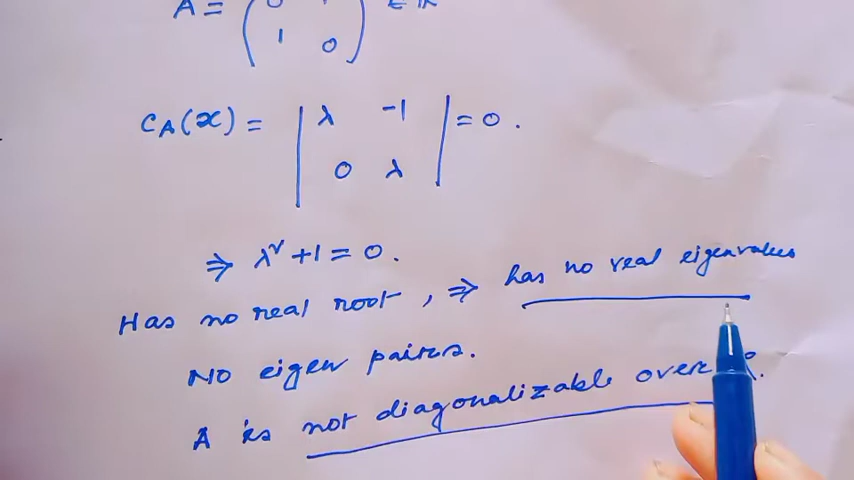 A =
1 0
C_A(x) = | λ -1 | = 0 .
| 0 λ |
⇒ λ² + 1 = 0 .
Has no real root , ⇒ has no real eigenvalues
NO eigen pairs.
A is not diagonalizable over